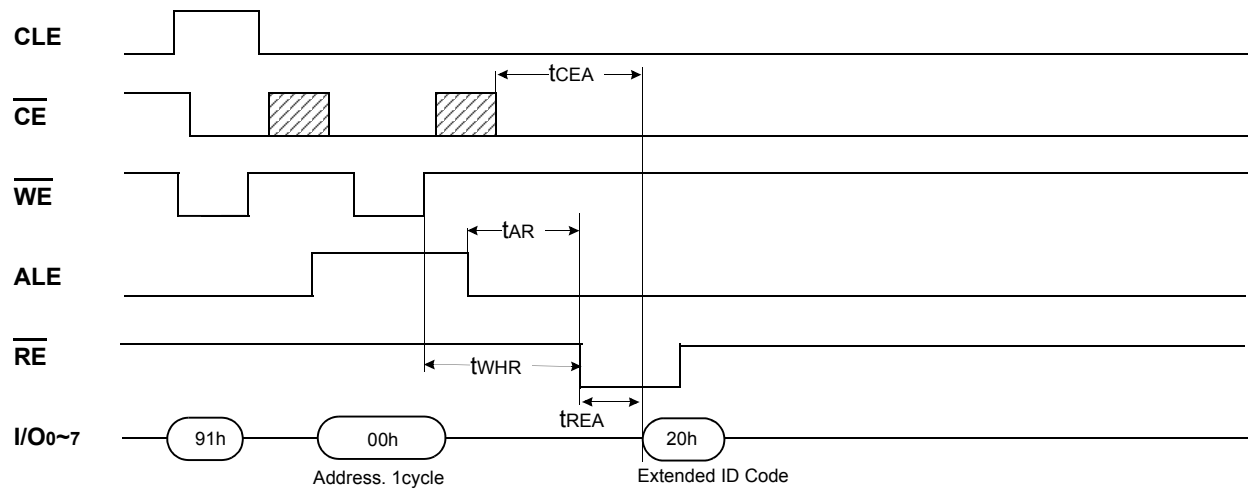 CLE
tCEA
CE
WE
tAR
ALE
RE
tWHR
tREA
I/O0~7
91h
00h
20h
Address. 1cycle
Extended ID Code